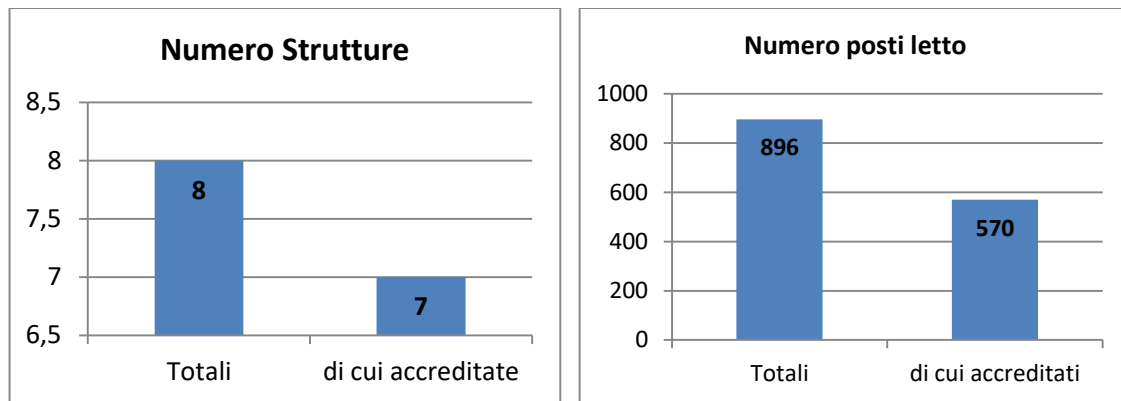 Numero Strutture
8,5
8
7,5
7
6,5
8
7
Totali
di cui accreditate
Numero posti letto
1000
800
600
400
200
0
896
570
Totali
di cui accreditati